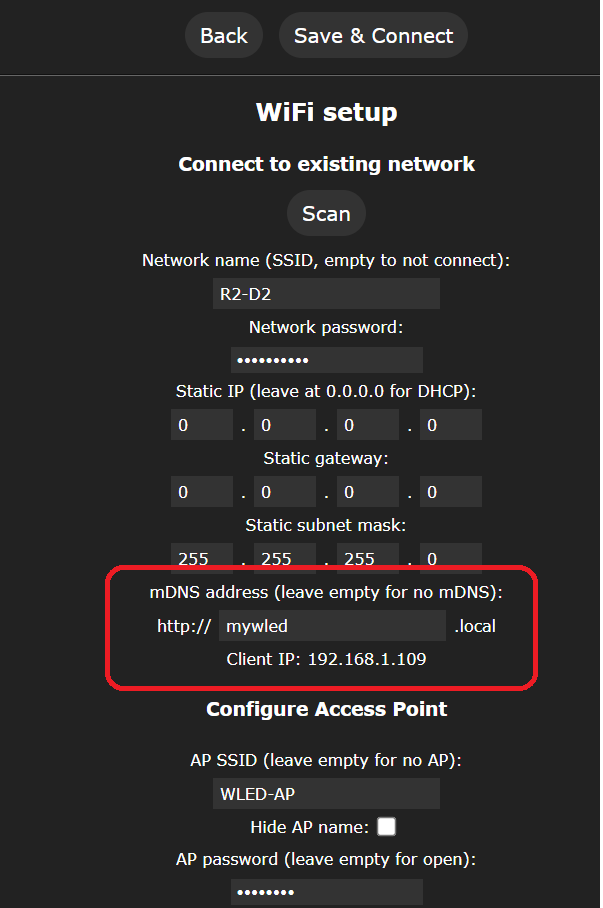 Back Save & Connect
WiFi setup
Connect to existing network
Scan
Network name (SSID, empty to not connect):
R2-D2
Network password:
••••••••••
Static IP (leave at 0.0.0.0 for DHCP):
0 . 0 . 0 . 0
Static gateway:
0 . 0 . 0 . 0
Static subnet mask:
255 . 255 . 255 . 0
mDNS address (leave empty for no mDNS):
http:// mywled .local
Client IP: 192.168.1.109
Configure Access Point
AP SSID (leave empty for no AP):
WLED-AP
Hide AP name:
AP password (leave empty for open):
••••••••